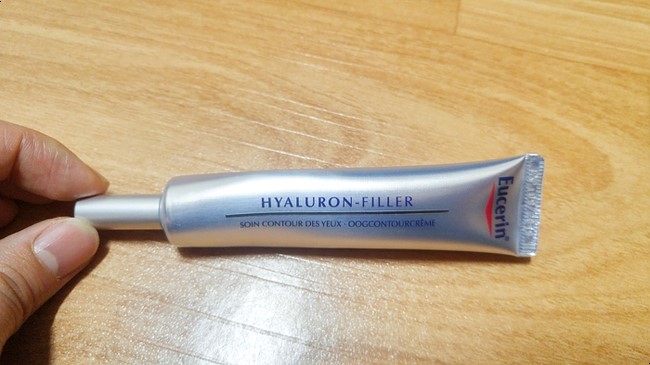 HYALURON-FILLER
SOIN CONTOUR DES YEUX - OOGCONTOURCRÈME
Eucerin®